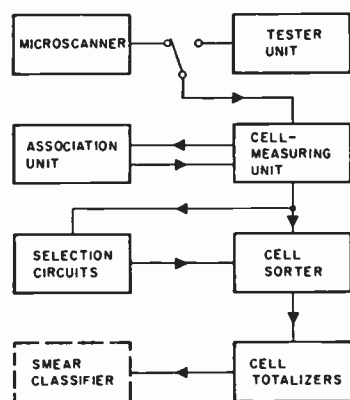 MICROSCANNER
TESTER
UNIT
ASSOCIATION
UNIT
CELL-
MEASURING
UNIT
SELECTION
CIRCUITS
CELL
SORTER
SMEAR
CLASSIFIER
CELL
TOTALIZERS